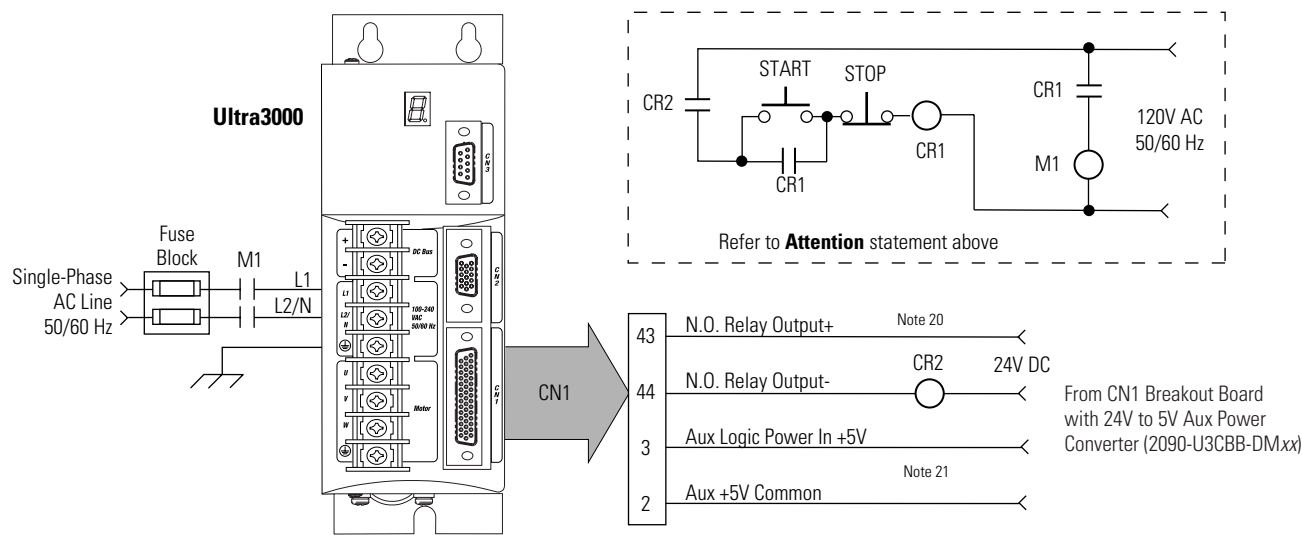 Ultra3000
CN3
DC Bus
+
-
CN2
L1
L2/
N
100-240
VAC
50/60 Hz
U
V
W
Motor
CN1
Fuse
Block
M1
Single-Phase
AC Line
50/60 Hz
L1
L2/N
START
STOP
CR2
CR1
CR1
CR1
M1
120V AC
50/60 Hz
Refer to Attention statement above
CN1
43
N.O. Relay Output+
Note 20
44
N.O. Relay Output-
CR2
24V DC
3
Aux Logic Power In +5V
Note 21
2
Aux +5V Common
From CN1 Breakout Board
with 24V to 5V Aux Power
Converter (2090-U3CBB-DMxx)